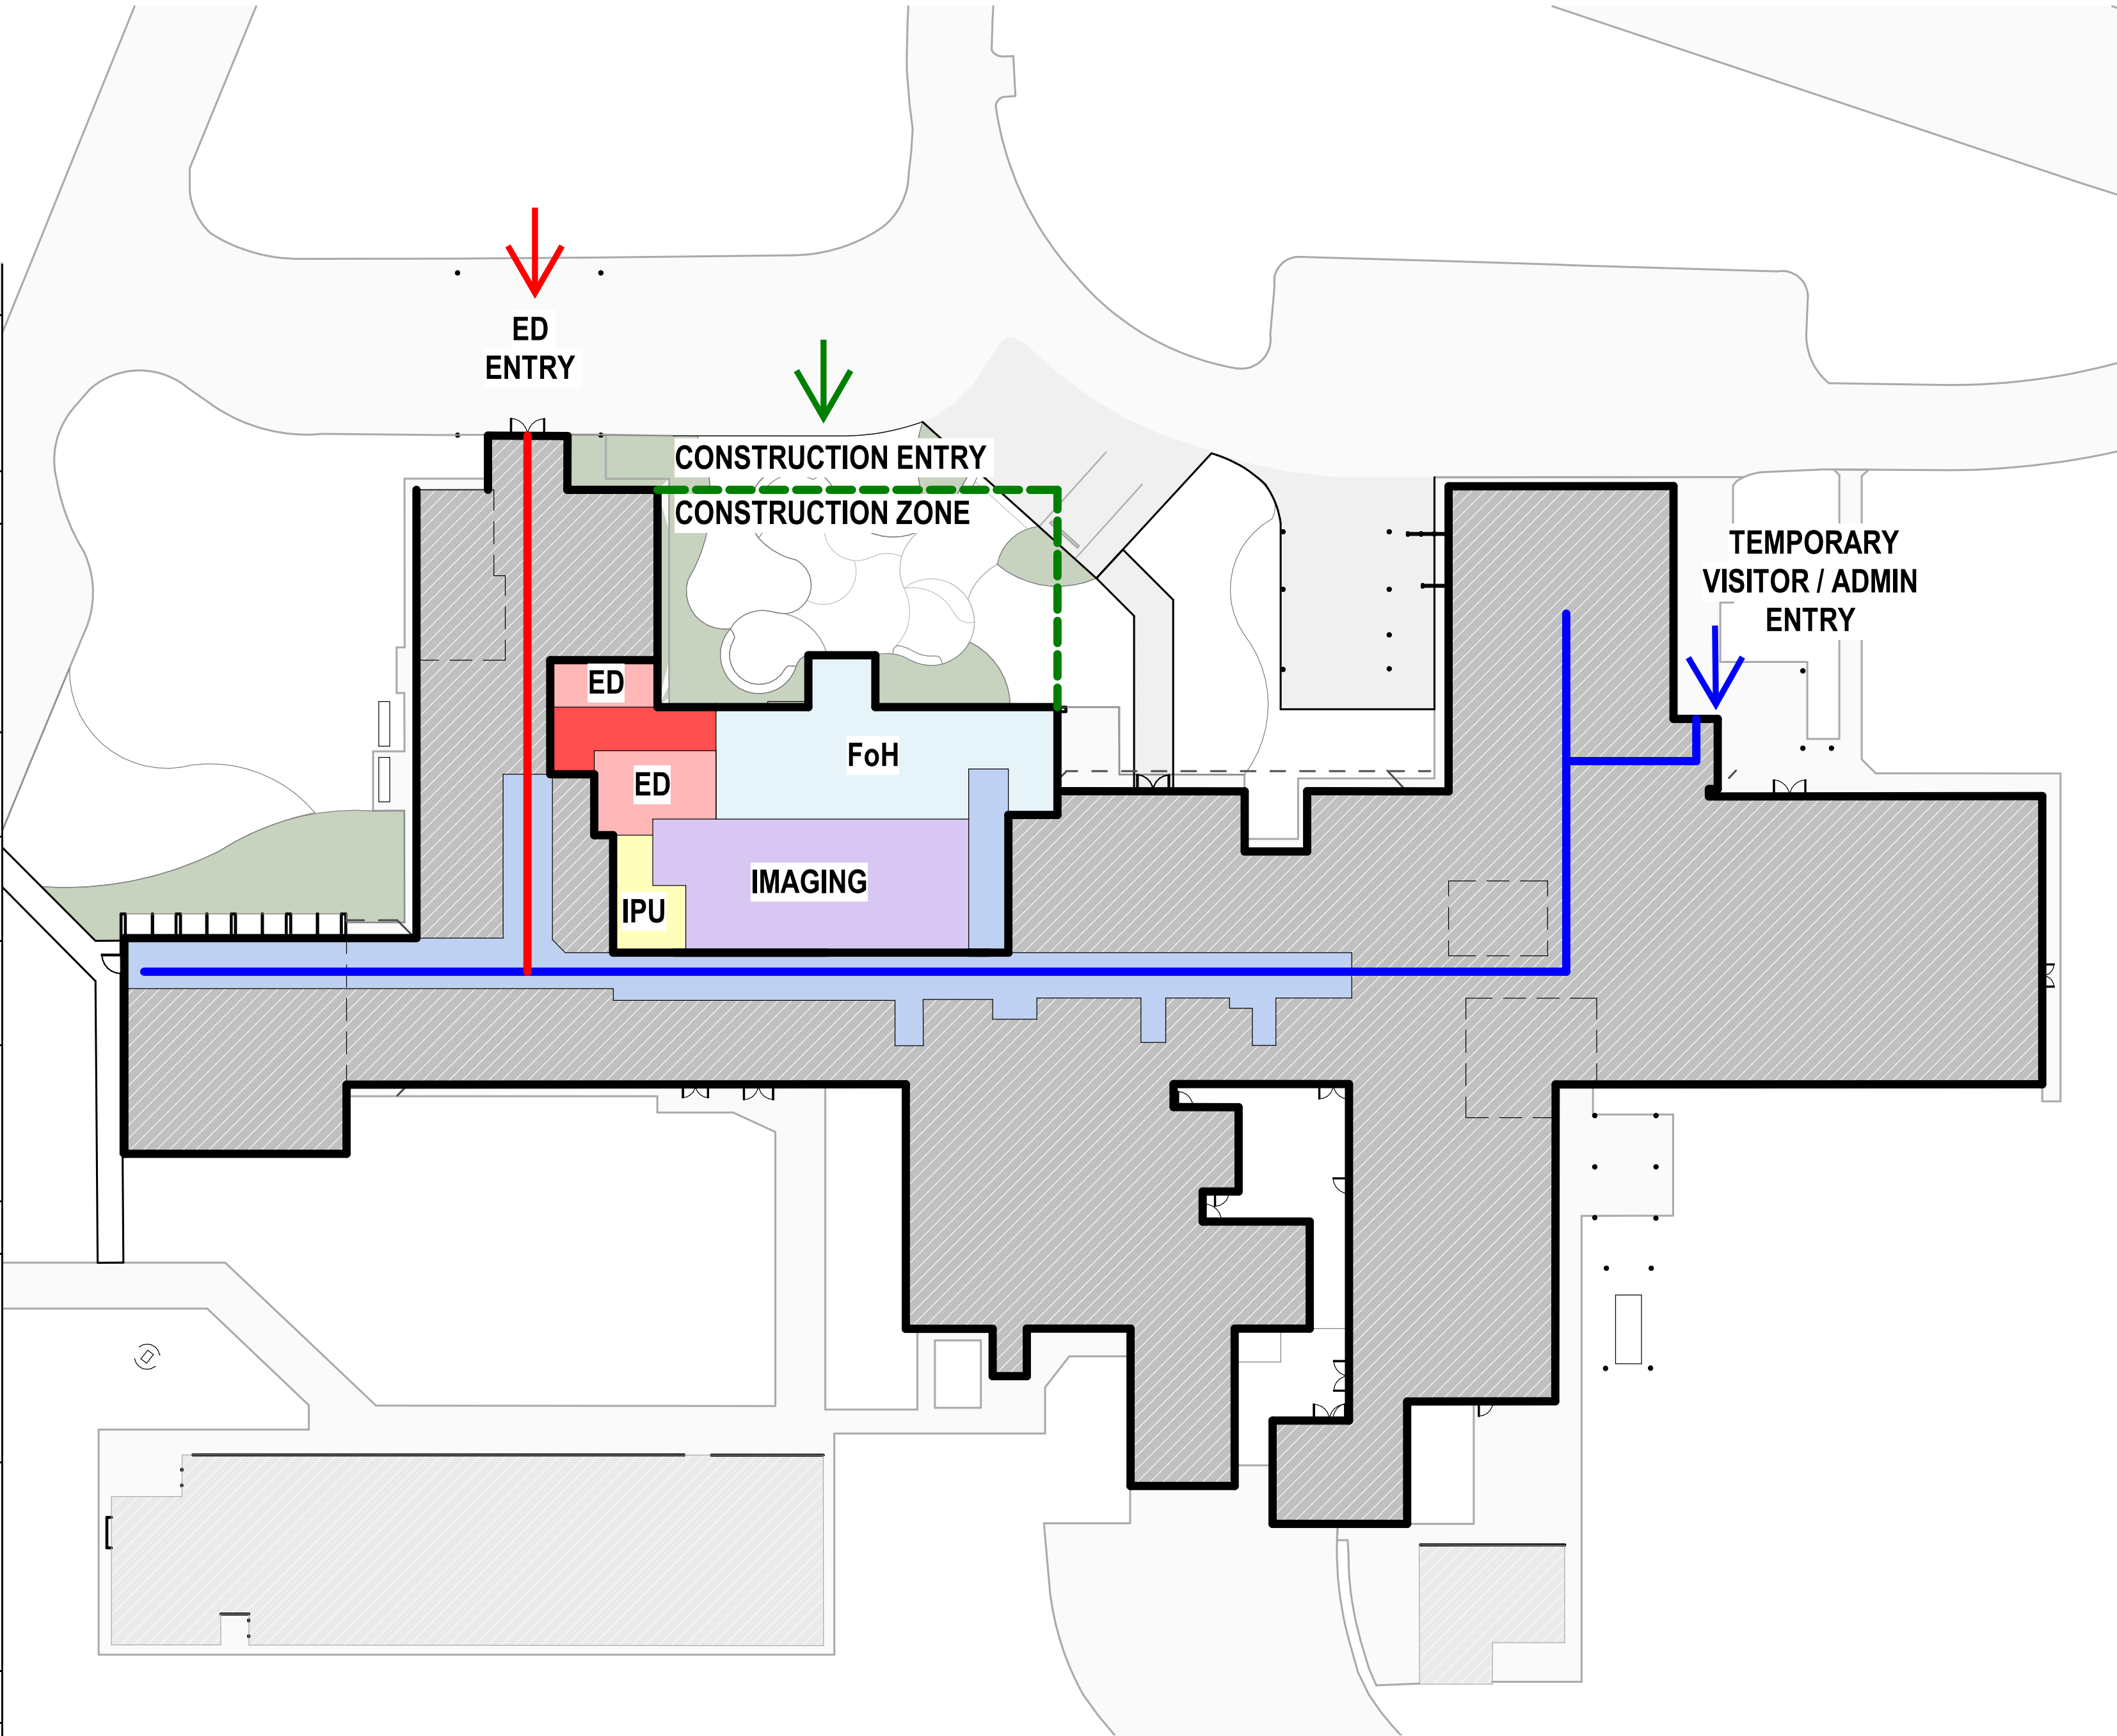 ED
ENTRY
CONSTRUCTION ENTRY
CONSTRUCTION ZONE
TEMPORARY
VISITOR / ADMIN
ENTRY
ED
FoH
ED
IMAGING
IPU